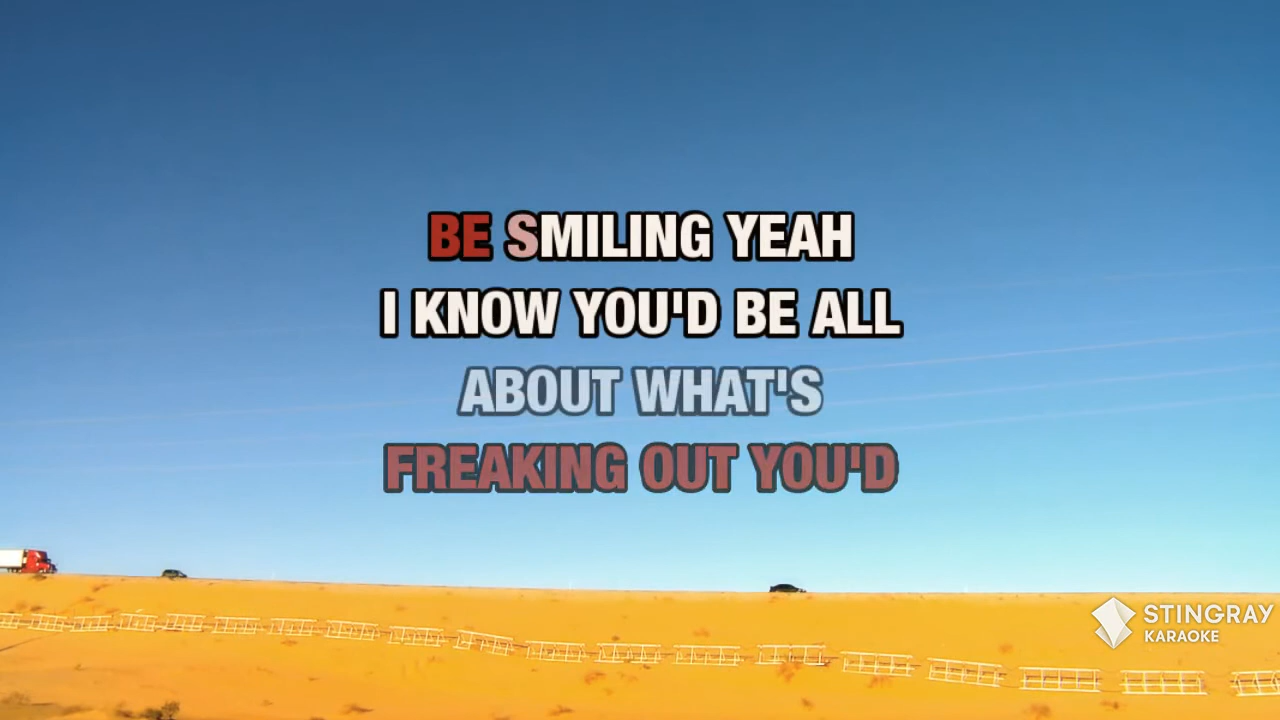 BE SMILING YEAH
I KNOW YOU'D BE ALL
ABOUT WHAT'S
FREAKING OUT YOU'D
STINGRAY
KARAOKE